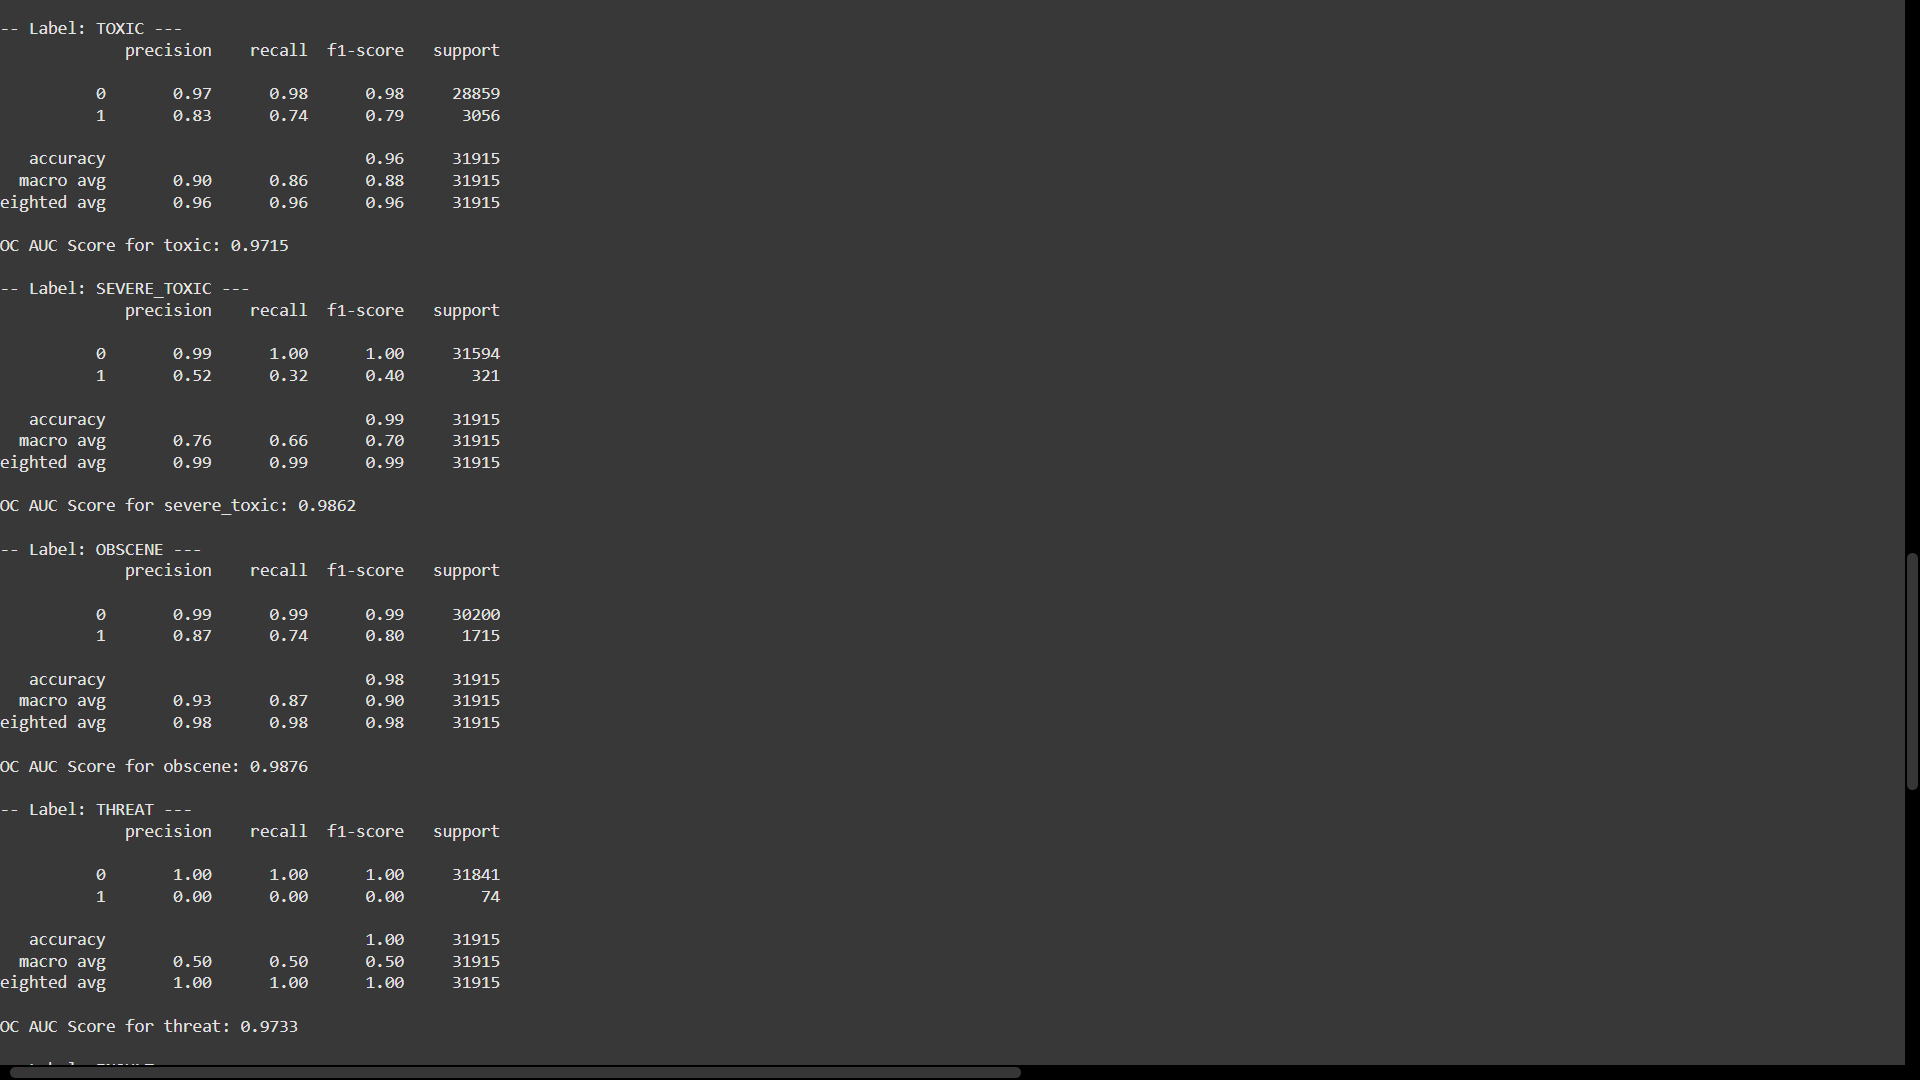 -- Label: TOXIC ---
precision recall f1-score support
0 0.97 0.98 0.98 28859
1 0.83 0.74 0.79 3056
accuracy 0.96 31915
macro avg 0.90 0.86 0.88 31915
eighted avg 0.96 0.96 0.96 31915
OC AUC Score for toxic: 0.9715
-- Label: SEVERE_TOXIC ---
precision recall f1-score support
0 0.99 1.00 1.00 31594
1 0.52 0.32 0.40 321
accuracy 0.99 31915
macro avg 0.76 0.66 0.70 31915
eighted avg 0.99 0.99 0.99 31915
OC AUC Score for severe_toxic: 0.9862
-- Label: OBSCENE ---
precision recall f1-score support
0 0.99 0.99 0.99 30200
1 0.87 0.74 0.80 1715
accuracy 0.98 31915
macro avg 0.93 0.87 0.90 31915
eighted avg 0.98 0.98 0.98 31915
OC AUC Score for obscene: 0.9876
-- Label: THREAT ---
precision recall f1-score support
0 1.00 1.00 1.00 31841
1 0.00 0.00 0.00 74
accuracy 1.00 31915
macro avg 0.50 0.50 0.50 31915
eighted avg 1.00 1.00 1.00 31915
OC AUC Score for threat: 0.9733